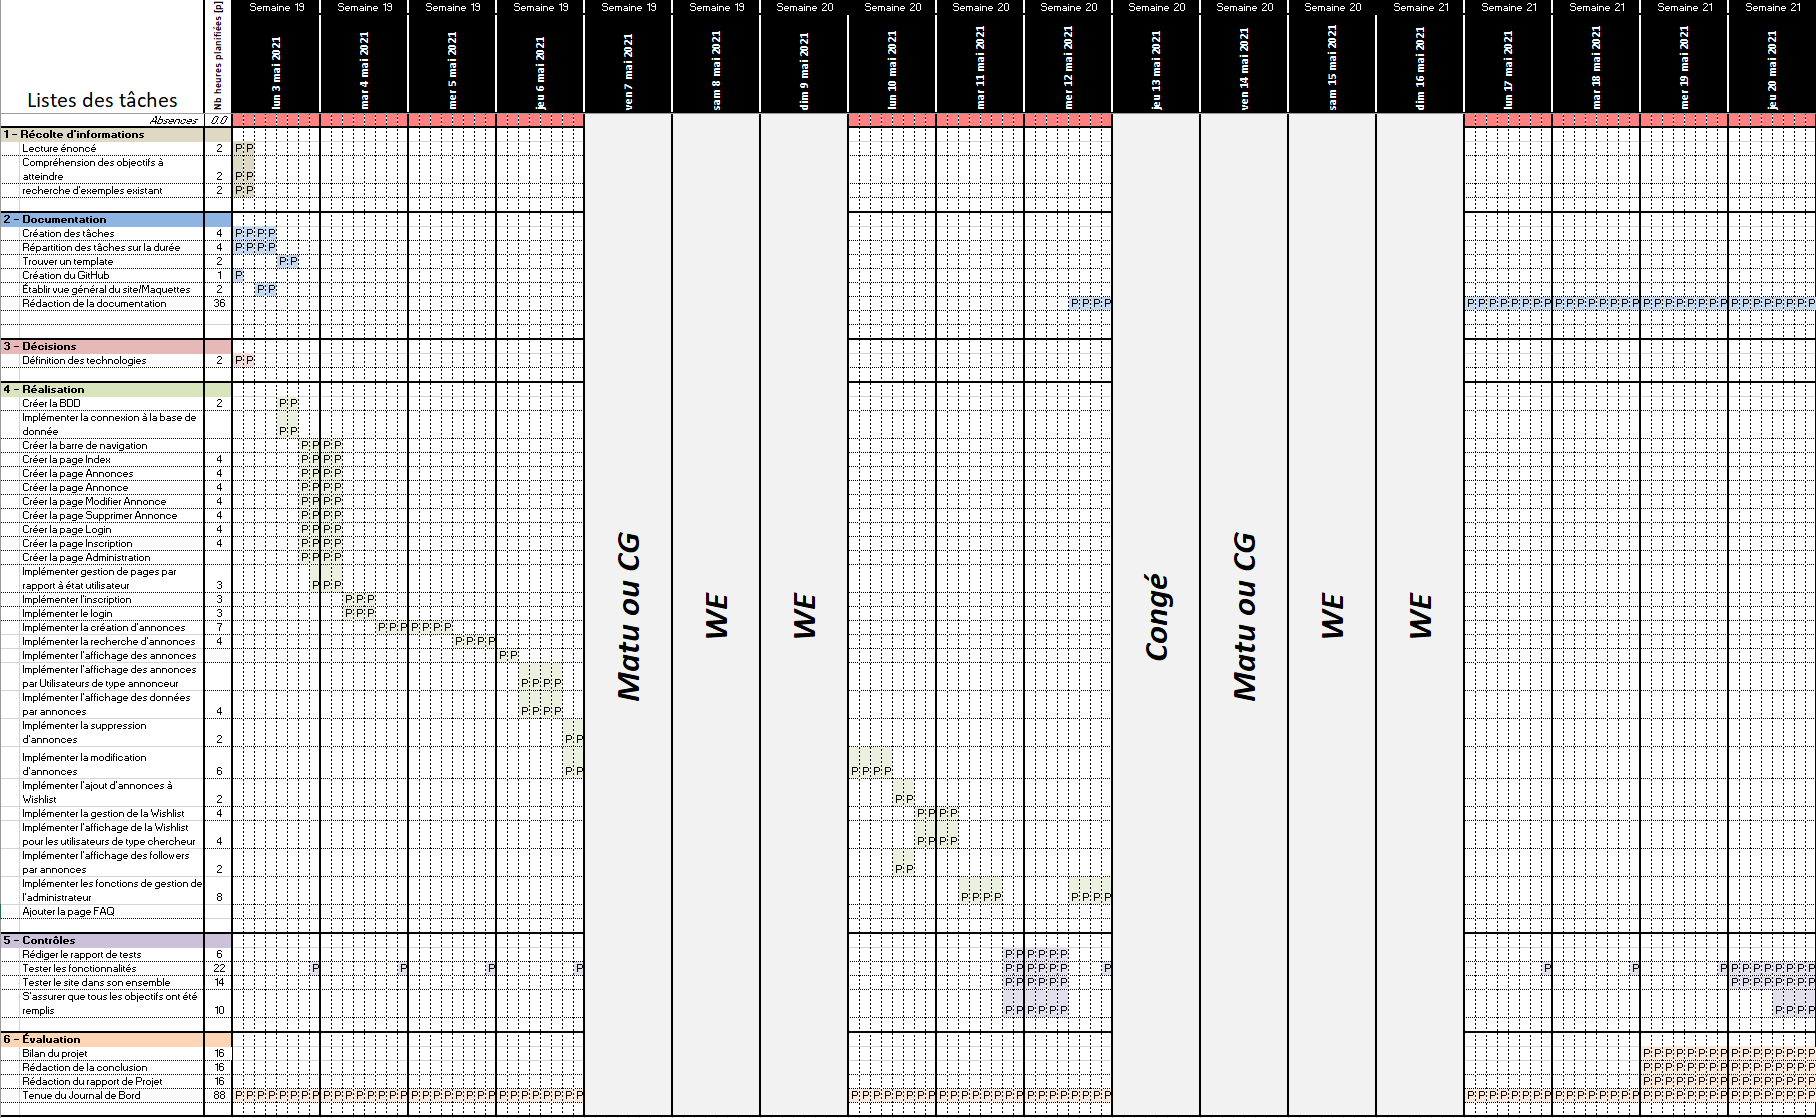 Semaine 19 Semaine 19 Semaine 19 Semaine 19 Semaine 19 Semaine 19 Semaine 20 Semaine 20 Semaine 20 Semaine 20 Semaine 20 Semaine 20 Semaine 20 Semaine 21 Semaine 21 Semaine 21 Semaine 21 Semaine 21
Listes des tâches Nb heures planifiées [p] lun 3 mai 2021 mar 4 mai 2021 mer 5 mai 2021 jeu 6 mai 2021 ven 7 mai 2021 sam 8 mai 2021 dim 9 mai 2021 lun 10 mai 2021 mar 11 mai 2021 mer 12 mai 2021 jeu 13 mai 2021 ven 14 mai 2021 sam 15 mai 2021 dim 16 mai 2021 lun 17 mai 2021 mar 18 mai 2021 mer 19 mai 2021 jeu 20 mai 2021
Absences 0.0
1 - Récolte d'informations
Lecture énoncé 2 P P
Compréhension des objectifs à
atteindre 2 P P
recherche d'exemples existant 2 P P
2 - Documentation
Création des tâches 4 P P P P
Répartition des tâches sur la durée 4 P P P P
Trouver un template 2 P P
Création du GitHub 1 P
Établir vue général du site/Maquettes 2 P P
Rédaction de la documentation 36 P P P P P P P P P P P P P P P P P P P P P P P P P P P P P P P P P P P P
3 - Décisions
Définition des technologies 2 P P
4 - Réalisation
Créer la BDD 2 P P
Implémenter la connexion à la base de
donnée P P
Créer la barre de navigation P P P P
Créer la page Index 4 P P P P
Créer la page Annonces 4 P P P P
Créer la page Annonce 4 P P P P
Créer la page Modifier Annonce 4 P P P P
Créer la page Supprimer Annonce 4 P P P P
Créer la page Login 4 P P P P
Créer la page Inscription 4 P P P P
Créer la page Administration P P P P
Implémenter gestion de pages par
rapport à état utilisateur 3 P P P
Implémenter l'inscription 3 P P P
Implémenter le login 3 P P P
Implémenter la création d'annonces 7 P P P P P P P
Implémenter la recherche d'annonces 4 P P P P
Implémenter l'affichage des annonces P P
Implémenter l'affichage des annonces
par Utilisateurs de type annonceur P P P P
Implémenter l'affichage des données
par annonces 4 P P P P
Implémenter la suppression
d'annonces 2 P P
Implémenter la modification
d'annonces 6 P P P P P P
Implémenter l'ajout d'annonces à
Wishlist 2 P P
Implémenter la gestion de la Wishlist 4 P P P P
Implémenter l'affichage de la Wishlist
pour les utilisateurs de type chercheur 4 P P P P
Implémenter l'affichage des followers
par annonces 2 P P
Implémenter les fonctions de gestion de
l'administrateur 8 P P P P P P P P
Ajouter la page FAQ
Matu ou CG
WE
WE
Congé
Matu ou CG
WE
WE
5 - Contrôles
Rédiger le rapport de tests 6 P P P P P P
Tester les fonctionnalités 22 P P P P P P P P P P P P P P P P P P P P P P
Tester le site dans son ensemble 14 P P P P P P P P P P P P P P
S'assurer que tous les objectifs ont été
remplis 10 P P P P P P P P P P
6 - Évaluation
Bilan du projet 16 P P P P P P P P P P P P P P P P
Rédaction de la conclusion 16 P P P P P P P P P P P P P P P P
Rédaction du rapport de Projet 16 P P P P P P P P P P P P P P P P
Tenue du Journal de Bord 88 P P P P P P P P P P P P P P P P P P P P P P P P P P P P P P P P P P P P P P P P P P P P P P P P P P P P P P P P P P P P P P P P P P P P P P P P P P P P P P P P P P P P P P P P